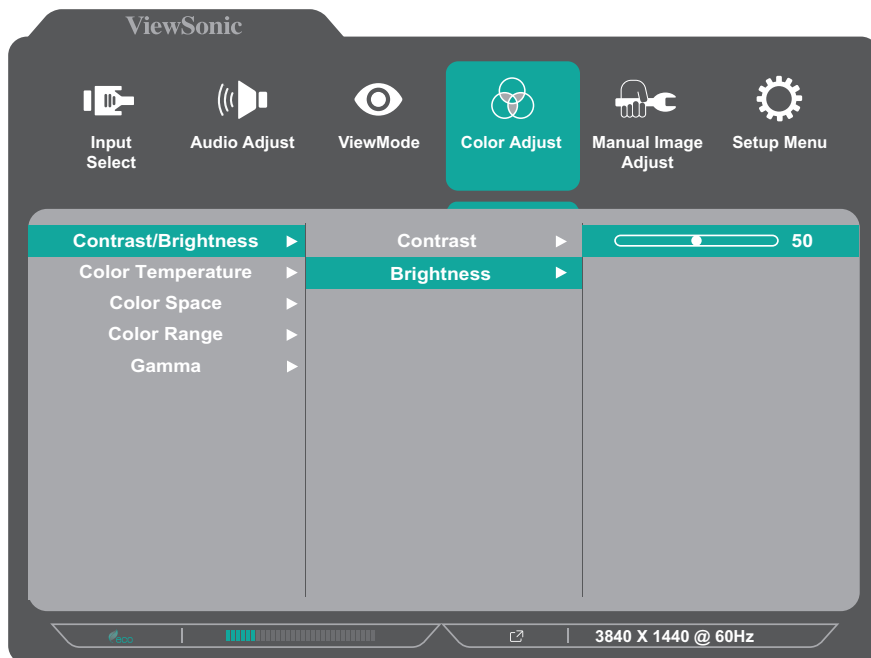 ViewSonic
Input
Select
Audio Adjust
ViewMode
Color Adjust
Manual Image
Adjust
Setup Menu
Contrast/Brightness
Color Temperature
Color Space
Color Range
Gamma
Contrast
Brightness
50
eco
3840 X 1440 @ 60Hz